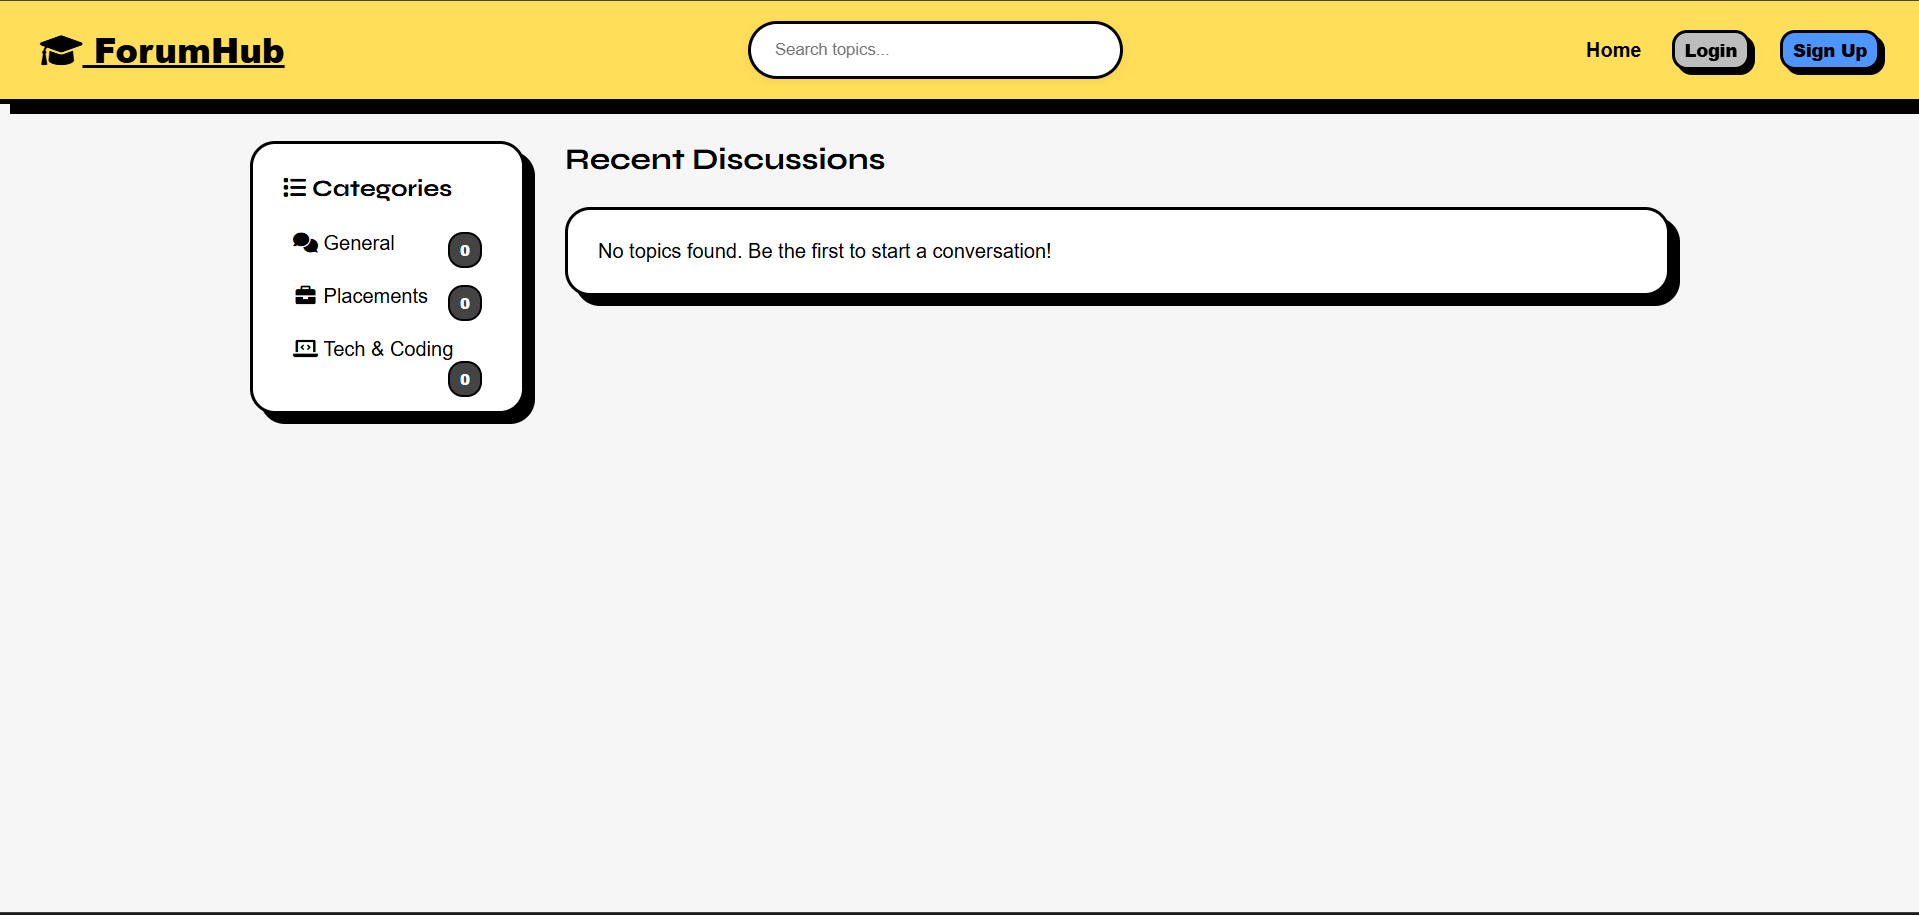 ForumHub
Search topics...
Home
Login
Sign Up
Categories
General 0
Placements 0
Tech & Coding
0
Recent Discussions
No topics found. Be the first to start a conversation!